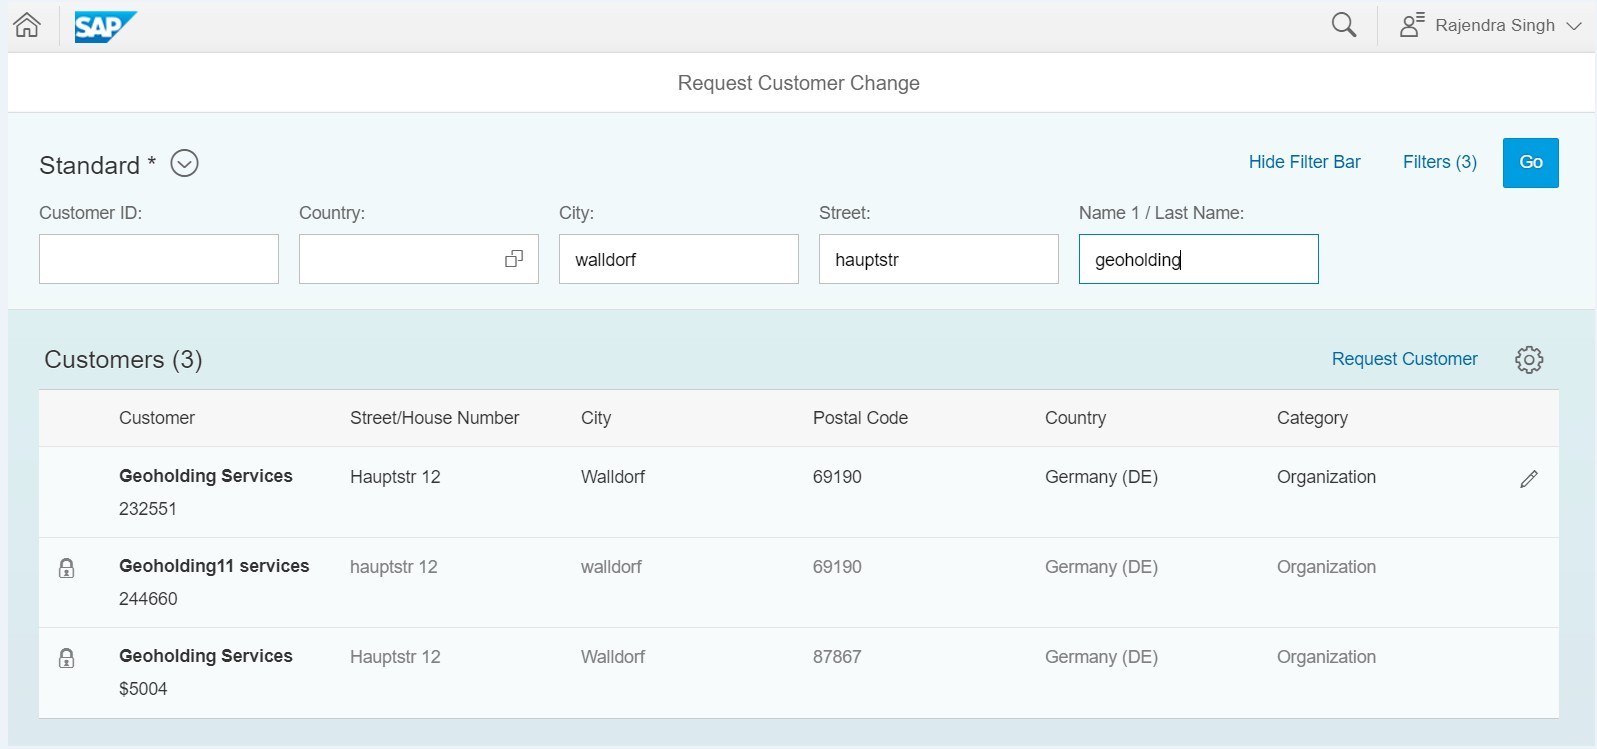 SAP
Rajendra Singh
Request Customer Change
Standard *
Hide Filter Bar
Filters (3)
Go
Customer ID:
Country:
City:
Street:
Name 1 / Last Name:
walldorf
hauptstr
geoholding
Customers (3)
Request Customer
Customer
Street/House Number
City
Postal Code
Country
Category
Geoholding Services
Hauptstr 12
Walldorf
69190
Germany (DE)
Organization
232551
Geoholding11 services
hauptstr 12
walldorf
69190
Germany (DE)
Organization
244660
Geoholding Services
Hauptstr 12
Walldorf
87867
Germany (DE)
Organization
$5004